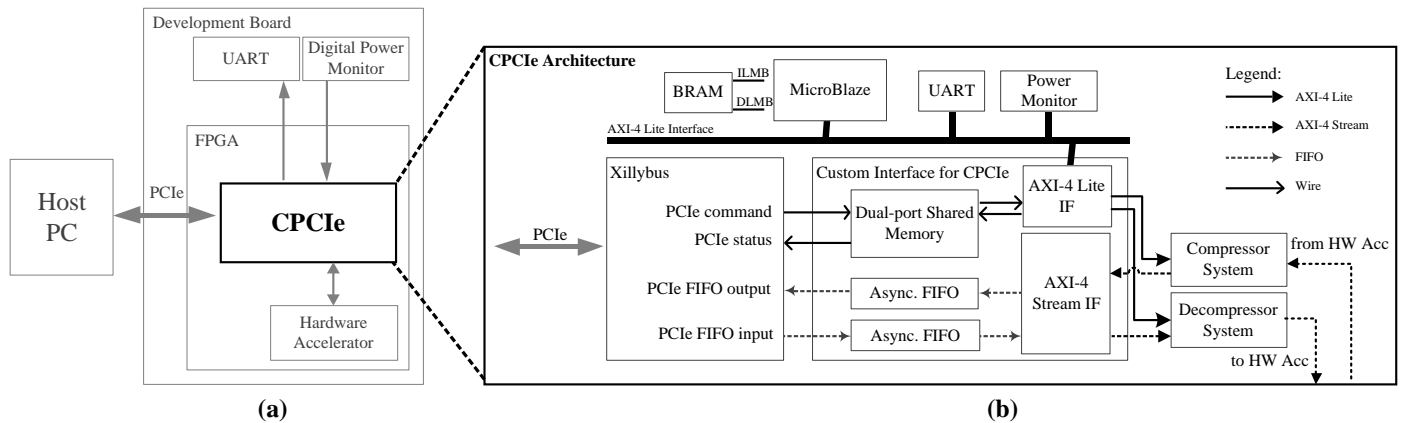 Development Board
UART
Digital Power
Monitor
FPGA
Host
PC
PCIe
CPCIe
Hardware
Accelerator
(a)
CPCIe Architecture
BRAM
ILMB
DLMB
MicroBlaze
UART
Power
Monitor
AXI-4 Lite Interface
Legend:
AXI-4 Lite
AXI-4 Stream
FIFO
Wire
PCIe
Xillybus
PCIe command
PCIe status
PCIe FIFO output
PCIe FIFO input
Custom Interface for CPCIe
Dual-port Shared
Memory
AXI-4 Lite
IF
Async. FIFO
Async. FIFO
AXI-4
Stream IF
Compressor
System
from HW Acc
Decompressor
System
to HW Acc
(b)